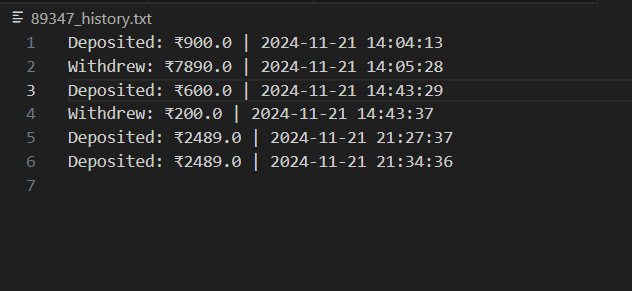 89347_history.txt
1 Deposited: ₹900.0 | 2024-11-21 14:04:13
2 Withdrew: ₹7890.0 | 2024-11-21 14:05:28
3 Deposited: ₹600.0 | 2024-11-21 14:43:29
4 Withdrew: ₹200.0 | 2024-11-21 14:43:37
5 Deposited: ₹2489.0 | 2024-11-21 21:27:37
6 Deposited: ₹2489.0 | 2024-11-21 21:34:36
7